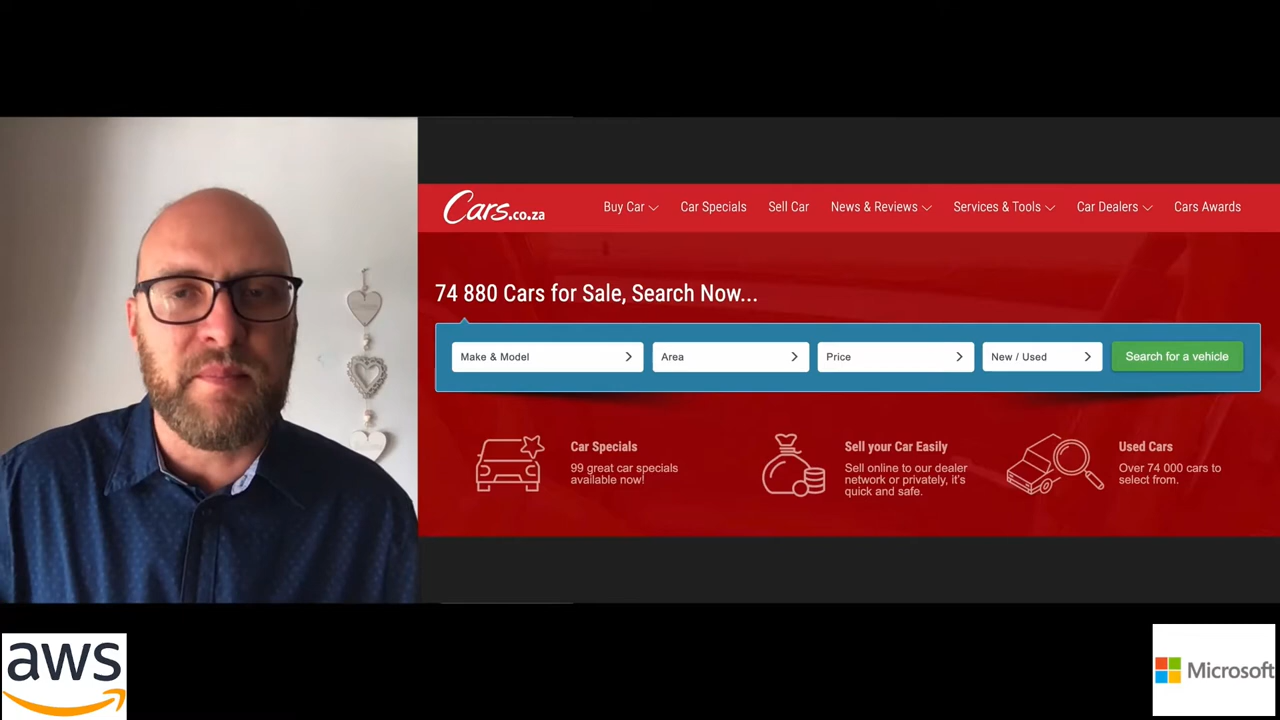 Cars.co.za
Buy Car
Car Specials
Sell Car
News & Reviews
Services & Tools
Car Dealers
Cars Awards
74 880 Cars for Sale, Search Now...
Make & Model
Area
Price
New / Used
Search for a vehicle
Car Specials
99 great car specials
available now!
Sell your Car Easily
Sell online to our dealer
network or privately, it's
quick and safe.
Used Cars
Over 74 000 cars to
select from.
aws
Microsoft